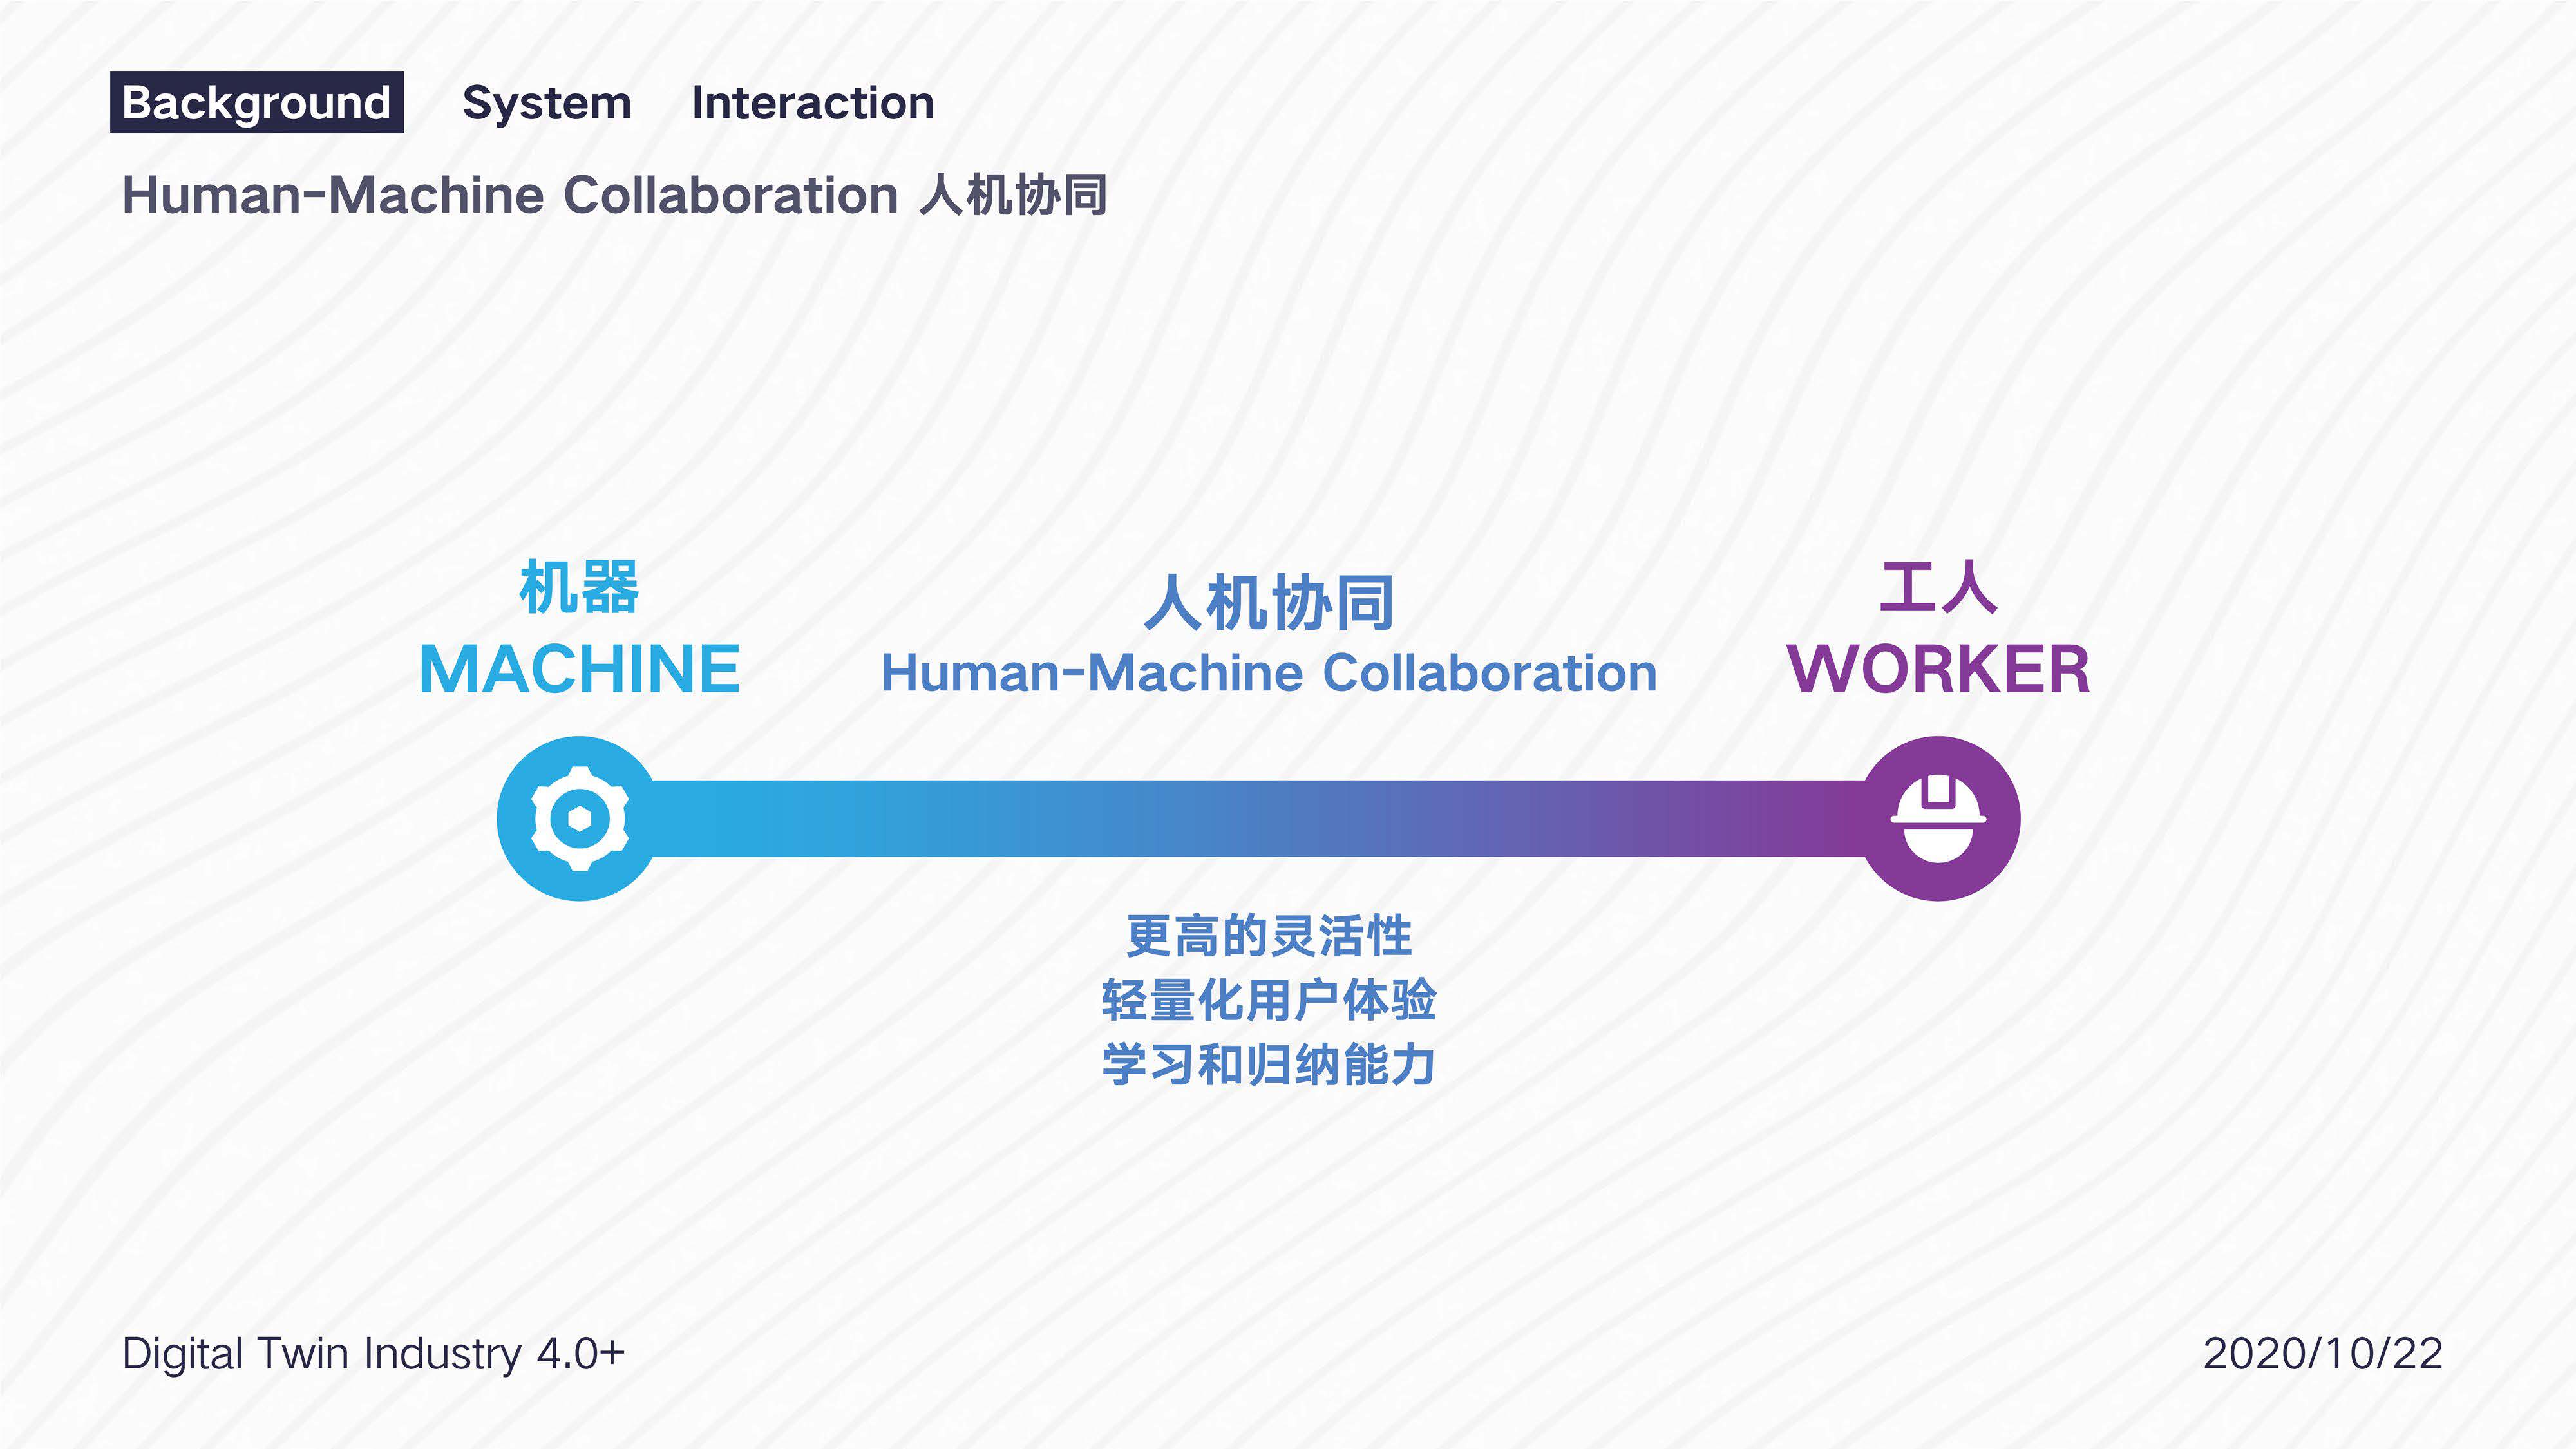 Background System Interaction
Human-Machine Collaboration 人机协同
机器
MACHINE
人机协同
Human-Machine Collaboration
工人
WORKER
更高的灵活性
轻量化用户体验
学习和归纳能力
Digital Twin Industry 4.0+
2020/10/22